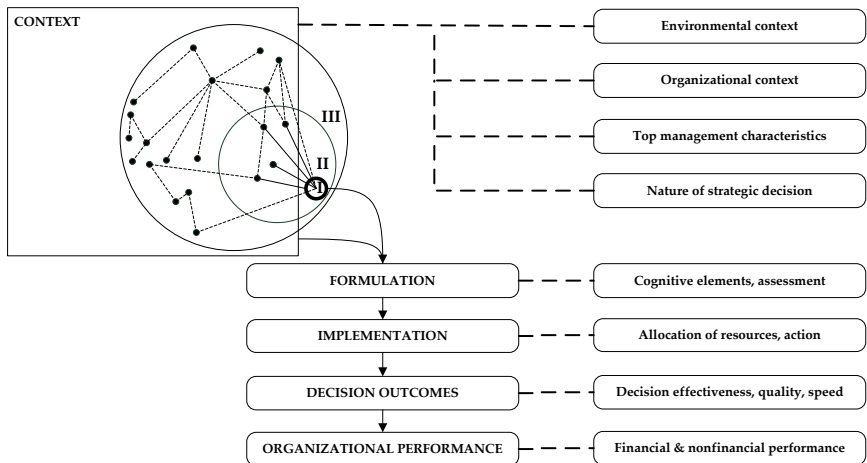 CONTEXT
Environmental context
Organizational context
III
Top management characteristics
II
Nature of strategic decision
I
FORMULATION
Cognitive elements, assessment
IMPLEMENTATION
Allocation of resources, action
DECISION OUTCOMES
Decision effectiveness, quality, speed
ORGANIZATIONAL PERFORMANCE
Financial & nonfinancial performance